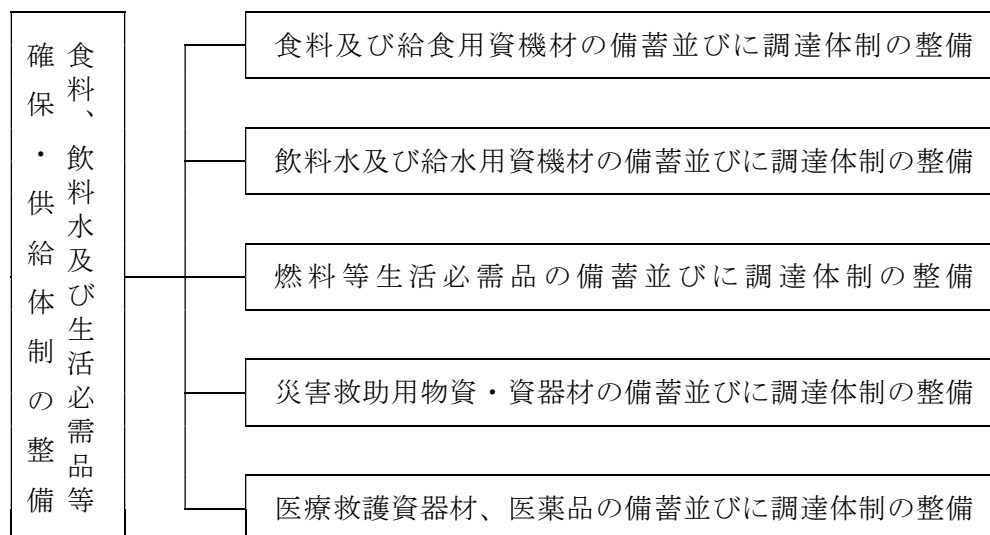 食料、飲料水及び生活必需品等
確保・供給体制の整備
食料及び給食用資機材の備蓄並びに調達体制の整備
飲料水及び給水用資機材の備蓄並びに調達体制の整備
燃料等生活必需品の備蓄並びに調達体制の整備
災害救助用物資・資器材の備蓄並びに調達体制の整備
医療救護資器材、医薬品の備蓄並びに調達体制の整備